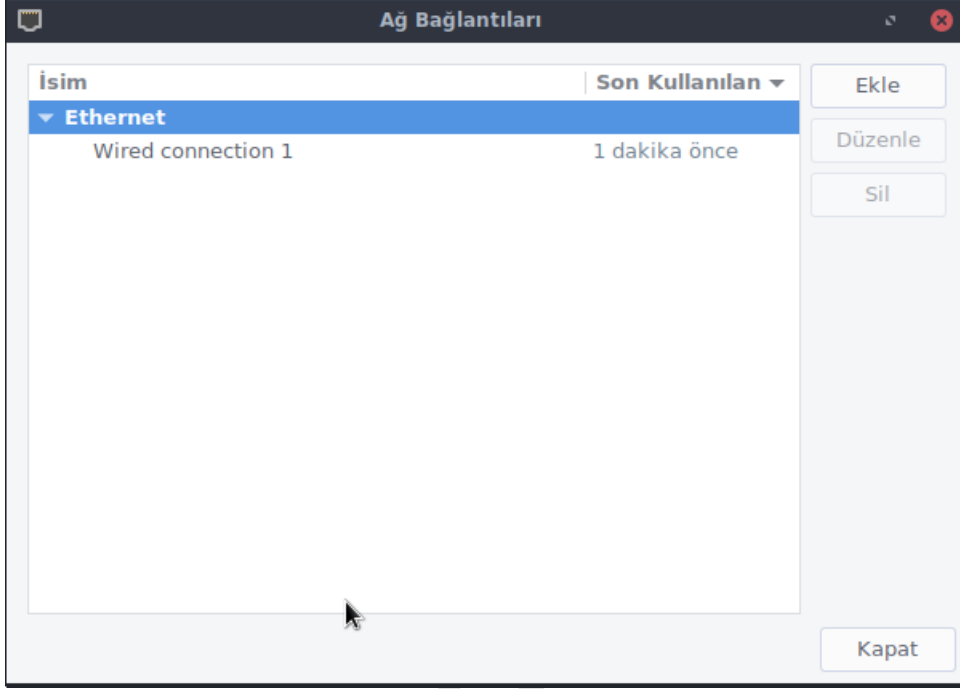 Ağ Bağlantıları
İsim Son Kullanılan
Ekle
Ethernet
Düzenle
Wired connection 1 1 dakika önce
Sil
Kapat